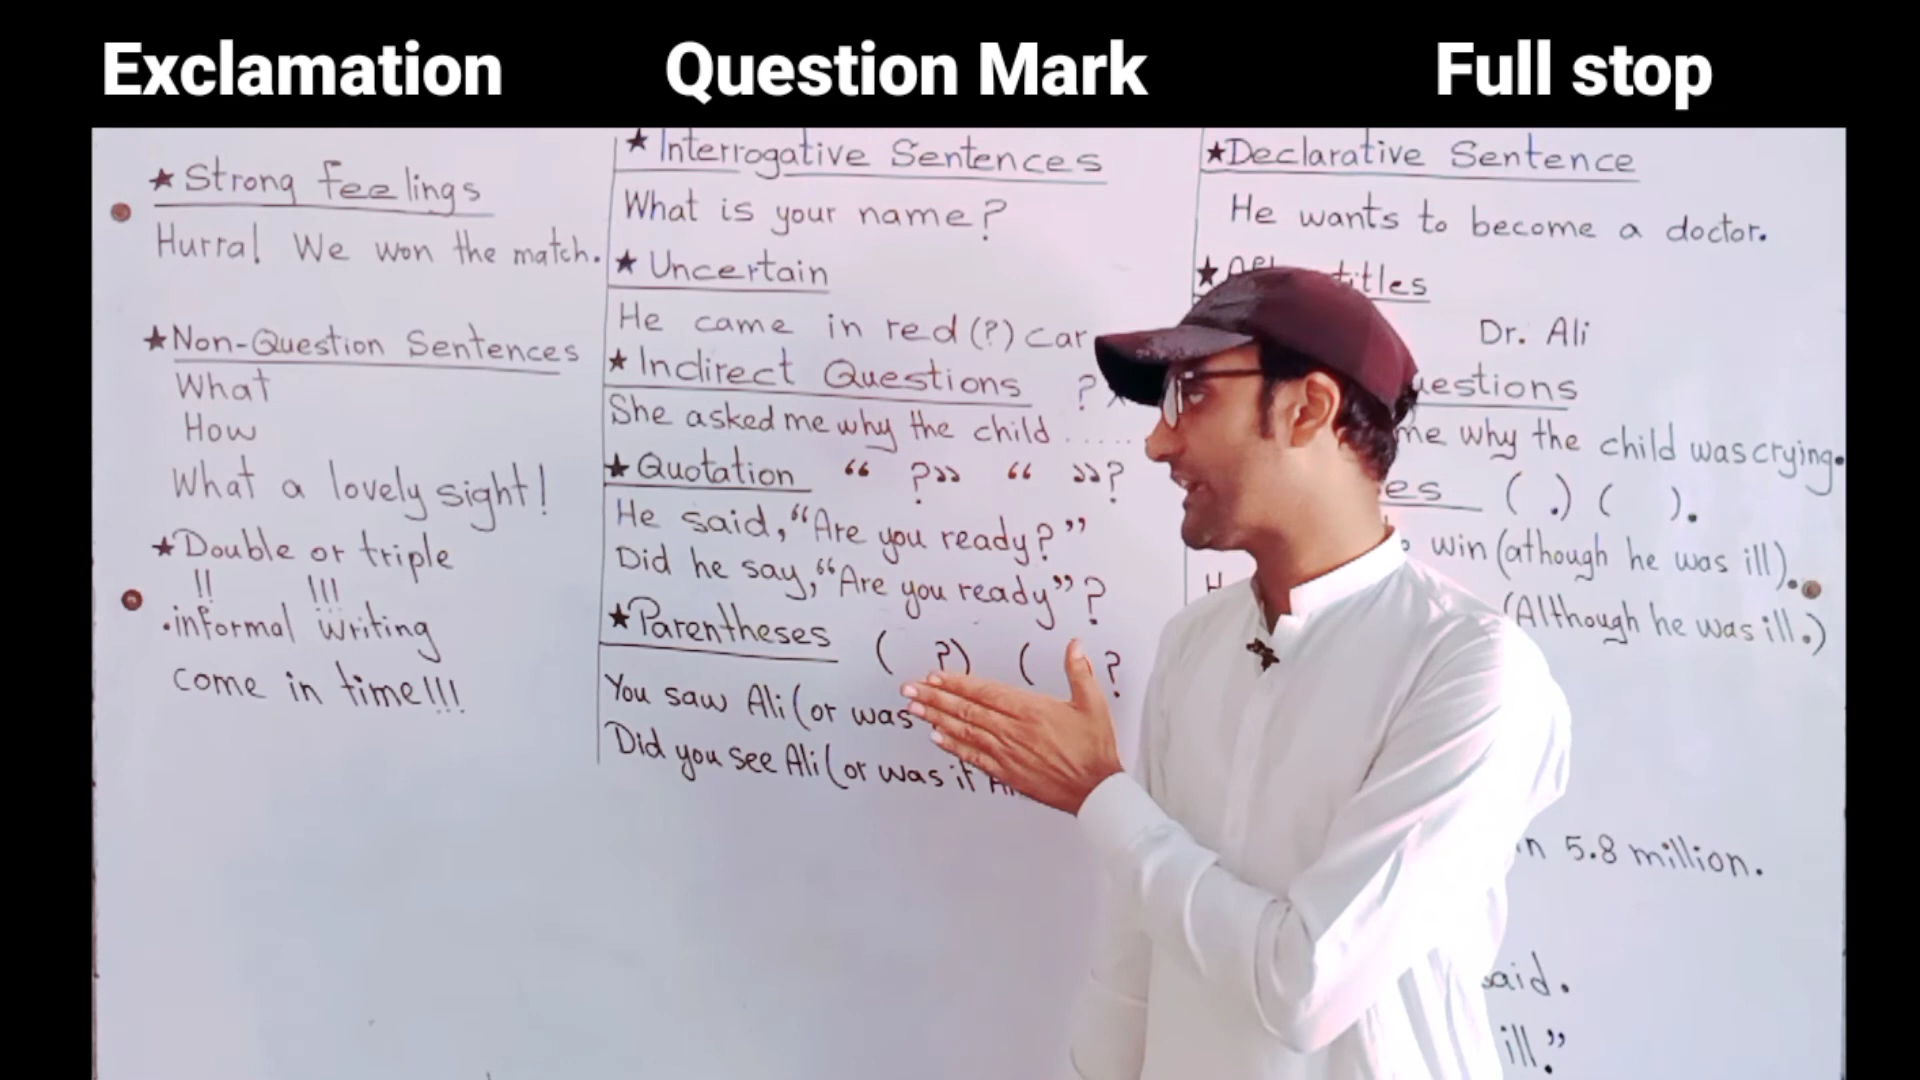 Exclamation
Question Mark
Full stop
★ Strong Feelings
Hurra! We won the match.
★ Non-Question Sentences
What
How
What a lovely sight!
★ Double or triple
!! !!!
.informal writing
come in time!!!
★ Interrogative Sentences
What is your name?
★ Uncertain
He came in red (?) car
★ Indirect Questions ?
She asked me why the child .....
★ Quotation “ ?” “ ”?
He said, “Are you ready?”
Did he say, “Are you ready”?
★ Parentheses ( ?) ( ?
You saw Ali (or was
Did you see Ali (or was it
★ Declarative Sentence
He wants to become a doctor.
★ titles
Dr. Ali
uestions
me why the child was crying.
es (.) ( ).
win (athough he was ill).
(Although he was ill.)
n 5.8 million.
said.
ill.”